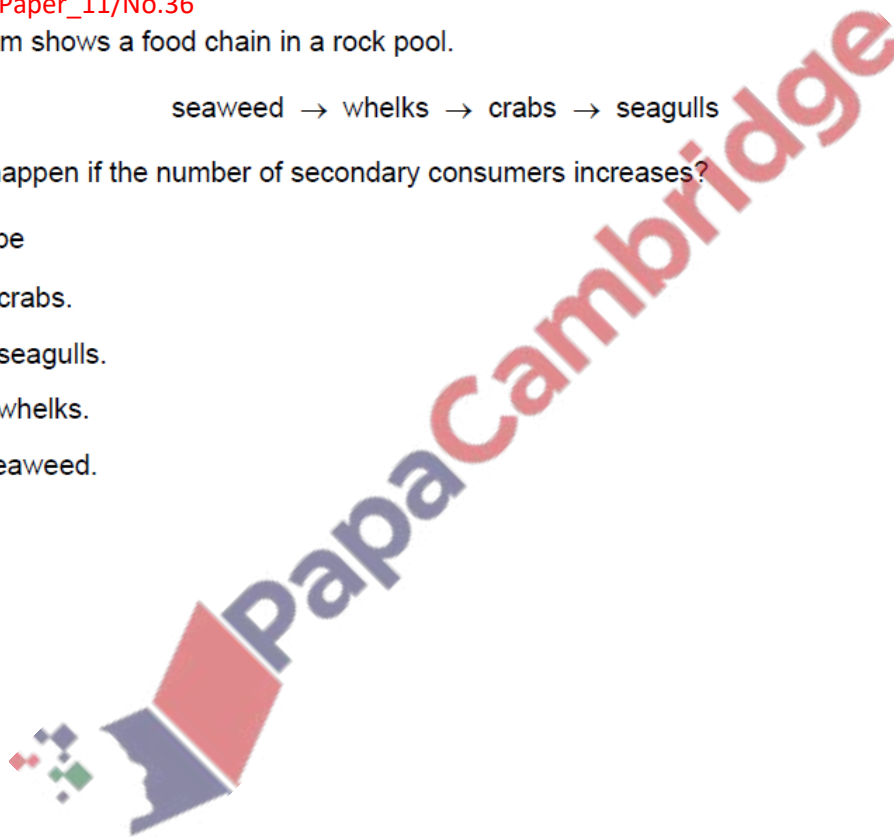 Paper_11/No.36
m shows a food chain in a rock pool.
seaweed → whelks → crabs → seagulls
appen if the number of secondary consumers increases?
be
crabs.
seagulls.
whelks.
eaweed.
PapaCambridge